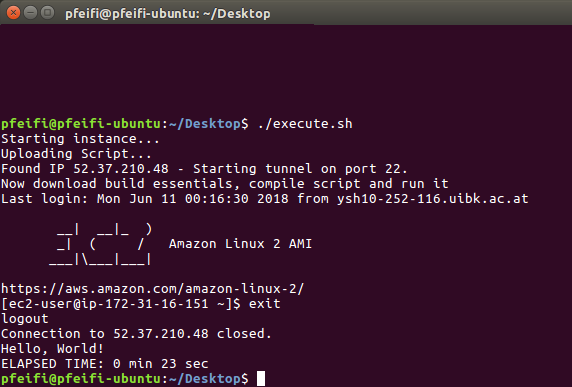 pfeifi@pfeifi-ubuntu: ~/Desktop
pfeifi@pfeifi-ubuntu:~/Desktop$ ./execute.sh
Starting instance...
Uploading Script...
Found IP 52.37.210.48 - Starting tunnel on port 22.
Now download build essentials, compile script and run it
Last login: Mon Jun 11 00:16:30 2018 from ysh10-252-116.uibk.ac.at
       __|  __|_  )
       _|  (     /   Amazon Linux 2 AMI
      ___|\___|___|
https://aws.amazon.com/amazon-linux-2/
[ec2-user@ip-172-31-16-151 ~]$ exit
logout
Connection to 52.37.210.48 closed.
Hello, World!
ELAPSED TIME: 0 min 23 sec
pfeifi@pfeifi-ubuntu:~/Desktop$